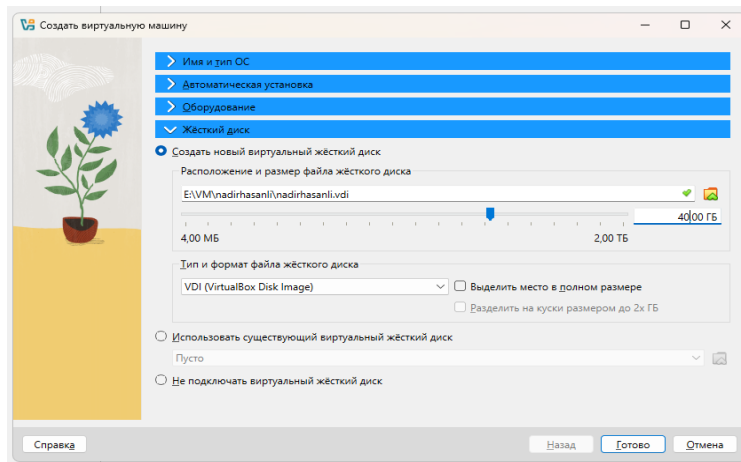 Создать виртуальную машину
Имя и тип ОС
Автоматическая установка
Оборудование
Жёсткий диск
Создать новый виртуальный жёсткий диск
Расположение и размер файла жёсткого диска
E:\VM\nadirhasanli\nadirhasanli.vdi
40,00 ГБ
4,00 МБ 2,00 ТБ
Тип и формат файла жёсткого диска
VDI (VirtualBox Disk Image) Выделить место в полном размере
Разделить на куски размером до 2х ГБ
Использовать существующий виртуальный жёсткий диск
Пусто
Не подключать виртуальный жёсткий диск
Справка Назад Готово Отмена